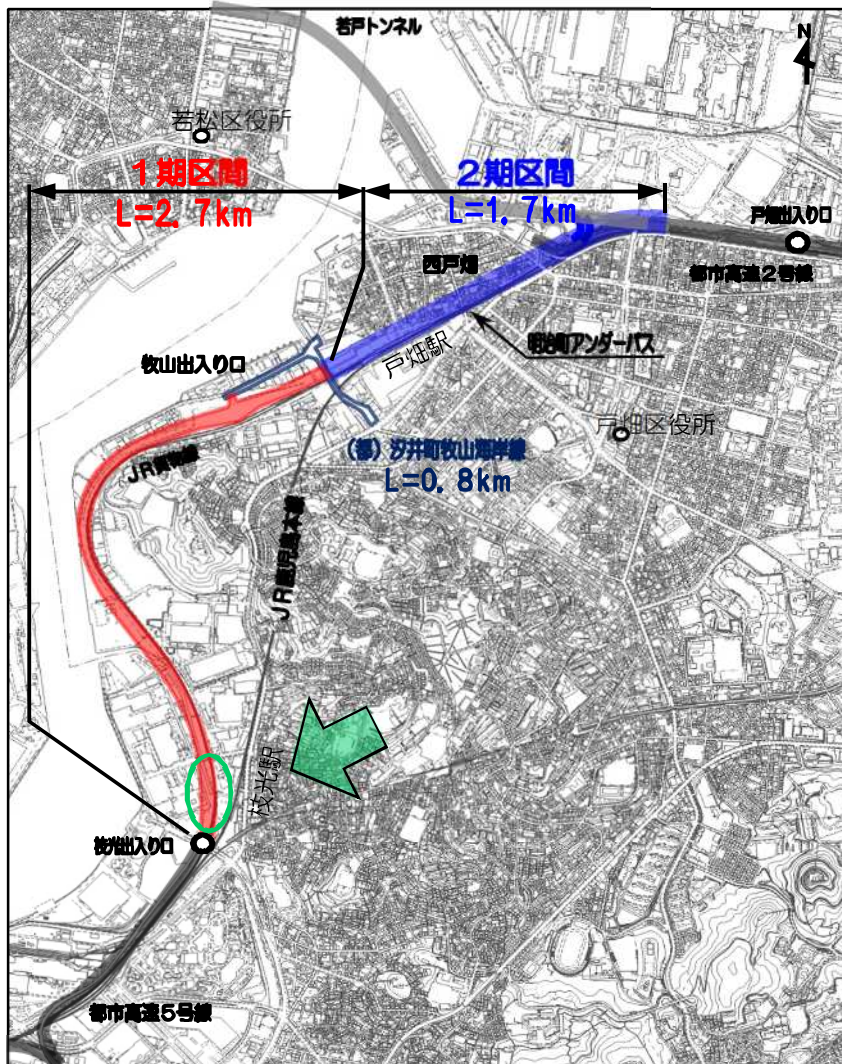 若戸トンネル
N
若松区役所
1期区間
L=2.7km
2期区間
L=1.7km
戸畑出入り口
都市高速2号線
西戸畑
明治町アンダーパス
戸畑駅
牧山出入り口
戸畑区役所
(都)汐井町牧山海岸線
L=0.8km
JR貨物線
JR鹿児島本線
枝光駅
枝光出入り口
都市高速5号線